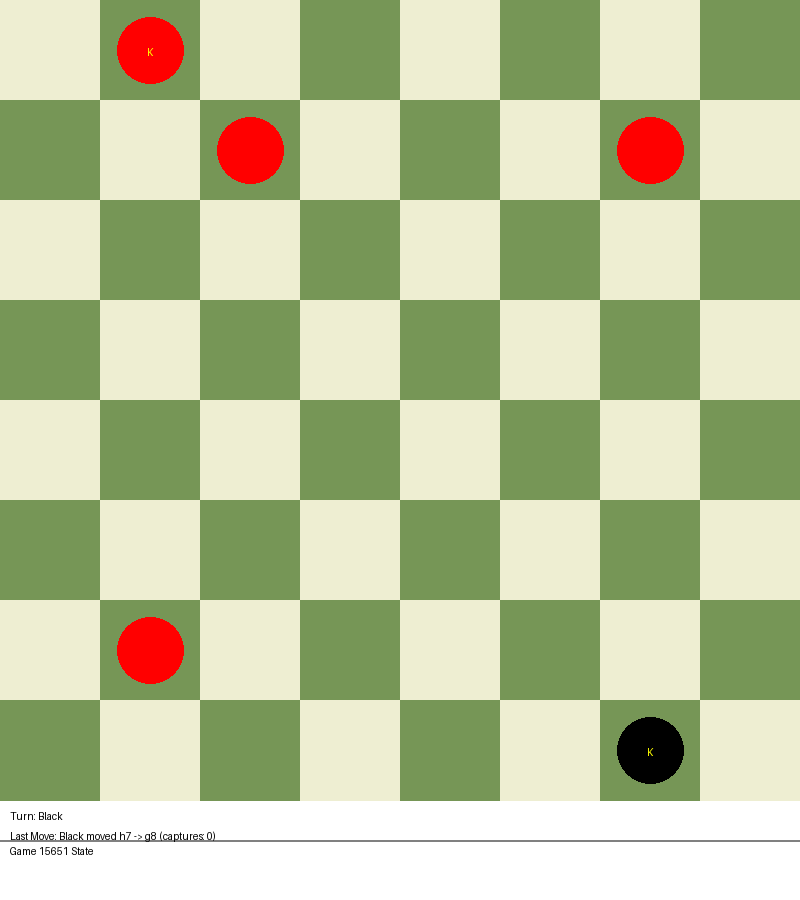 K
K
Turn: Black
Last Move: Black moved h7 -> g8 (captures: 0)
Game 15651 State